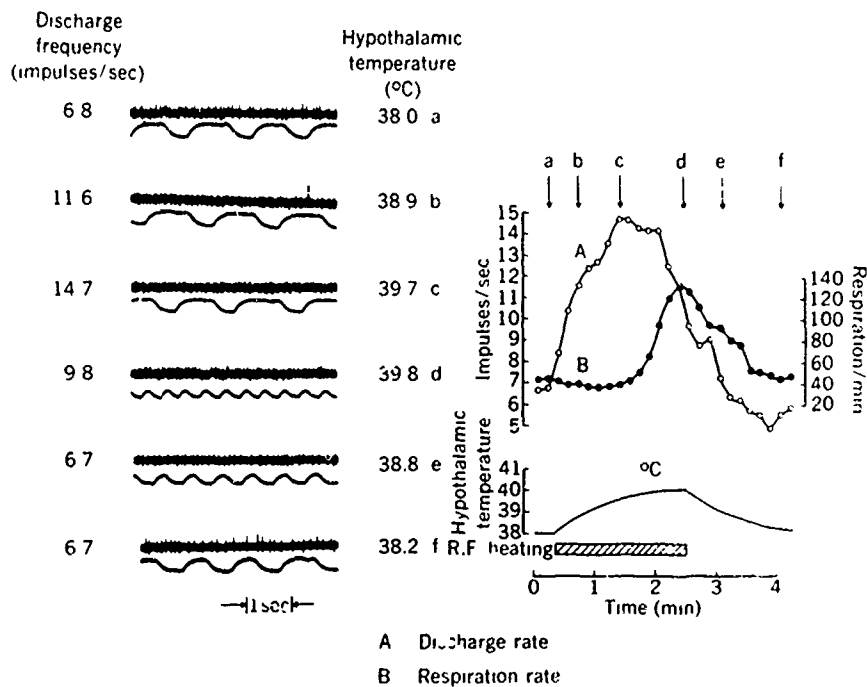 Discharge
frequency
(impulses/sec)
Hypothalamic
temperature
(°C)
6 8
38 0 a
11 6
38 9 b
14 7
39 7 c
9 8
39 8 d
6 7
38.8 e
6 7
38.2 f
1 sec
a b c d e f
15
14
13
12
11
10
9
8
7
6
5
Impulses/sec
A
B
140
120
100
80
60
40
20
Respiration/min
Hypothalamic
temperature
41
40
39
38
°C
R.F heating
0 1 2 3 4
Time (min)
A Discharge rate
B Respiration rate